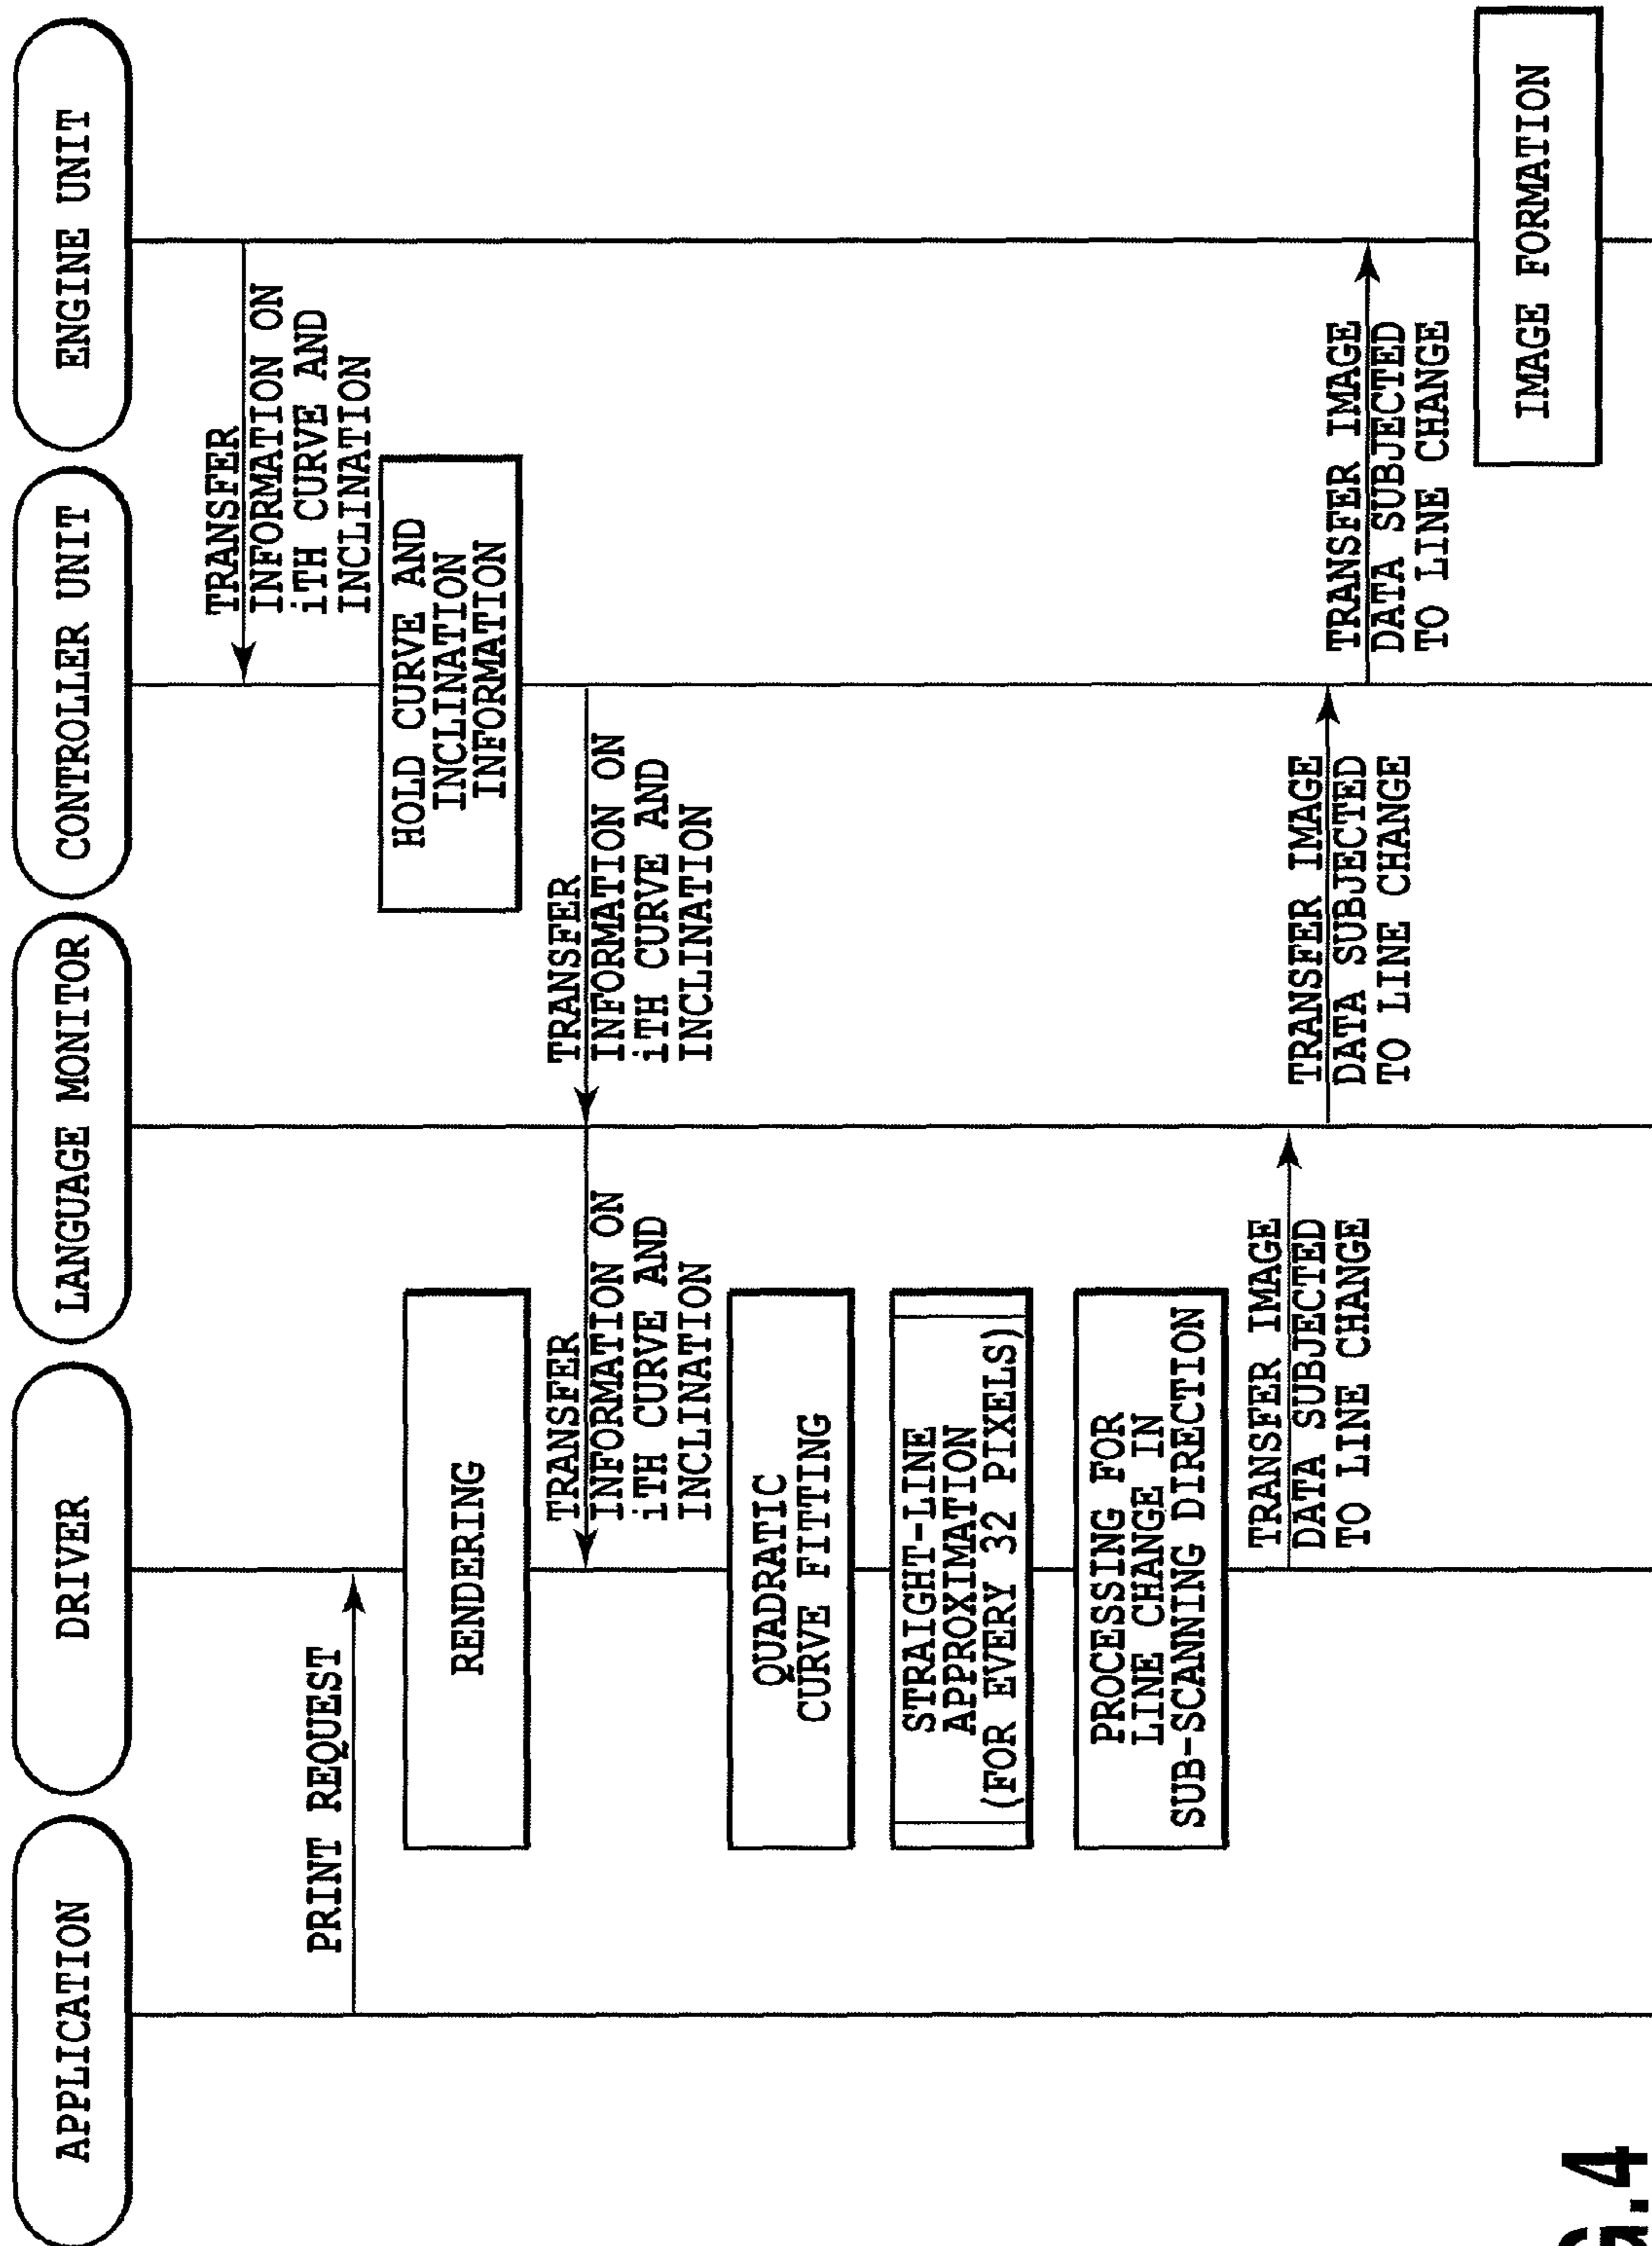 APPLICATION
DRIVER
LANGUAGE MONITOR
CONTROLLER UNIT
ENGINE UNIT
TRANSFER
INFORMATION ON
iTH CURVE AND
INCLINATION
PRINT REQUEST
HOLD CURVE AND
INCLINATION
INFORMATION
RENDERING
TRANSFER
INFORMATION ON
iTH CURVE AND
INCLINATION
TRANSFER
INFORMATION ON
iTH CURVE AND
INCLINATION
QUADRATIC
CURVE FITTING
STRAIGHT-LINE
APPROXIMATION
(FOR EVERY 32 PIXELS)
PROCESSING FOR
LINE CHANGE IN
SUB-SCANNING DIRECTION
TRANSFER IMAGE
DATA SUBJECTED
TO LINE CHANGE
TRANSFER IMAGE
DATA SUBJECTED
TO LINE CHANGE
TRANSFER IMAGE
DATA SUBJECTED
TO LINE CHANGE
IMAGE FORMATION
G.4